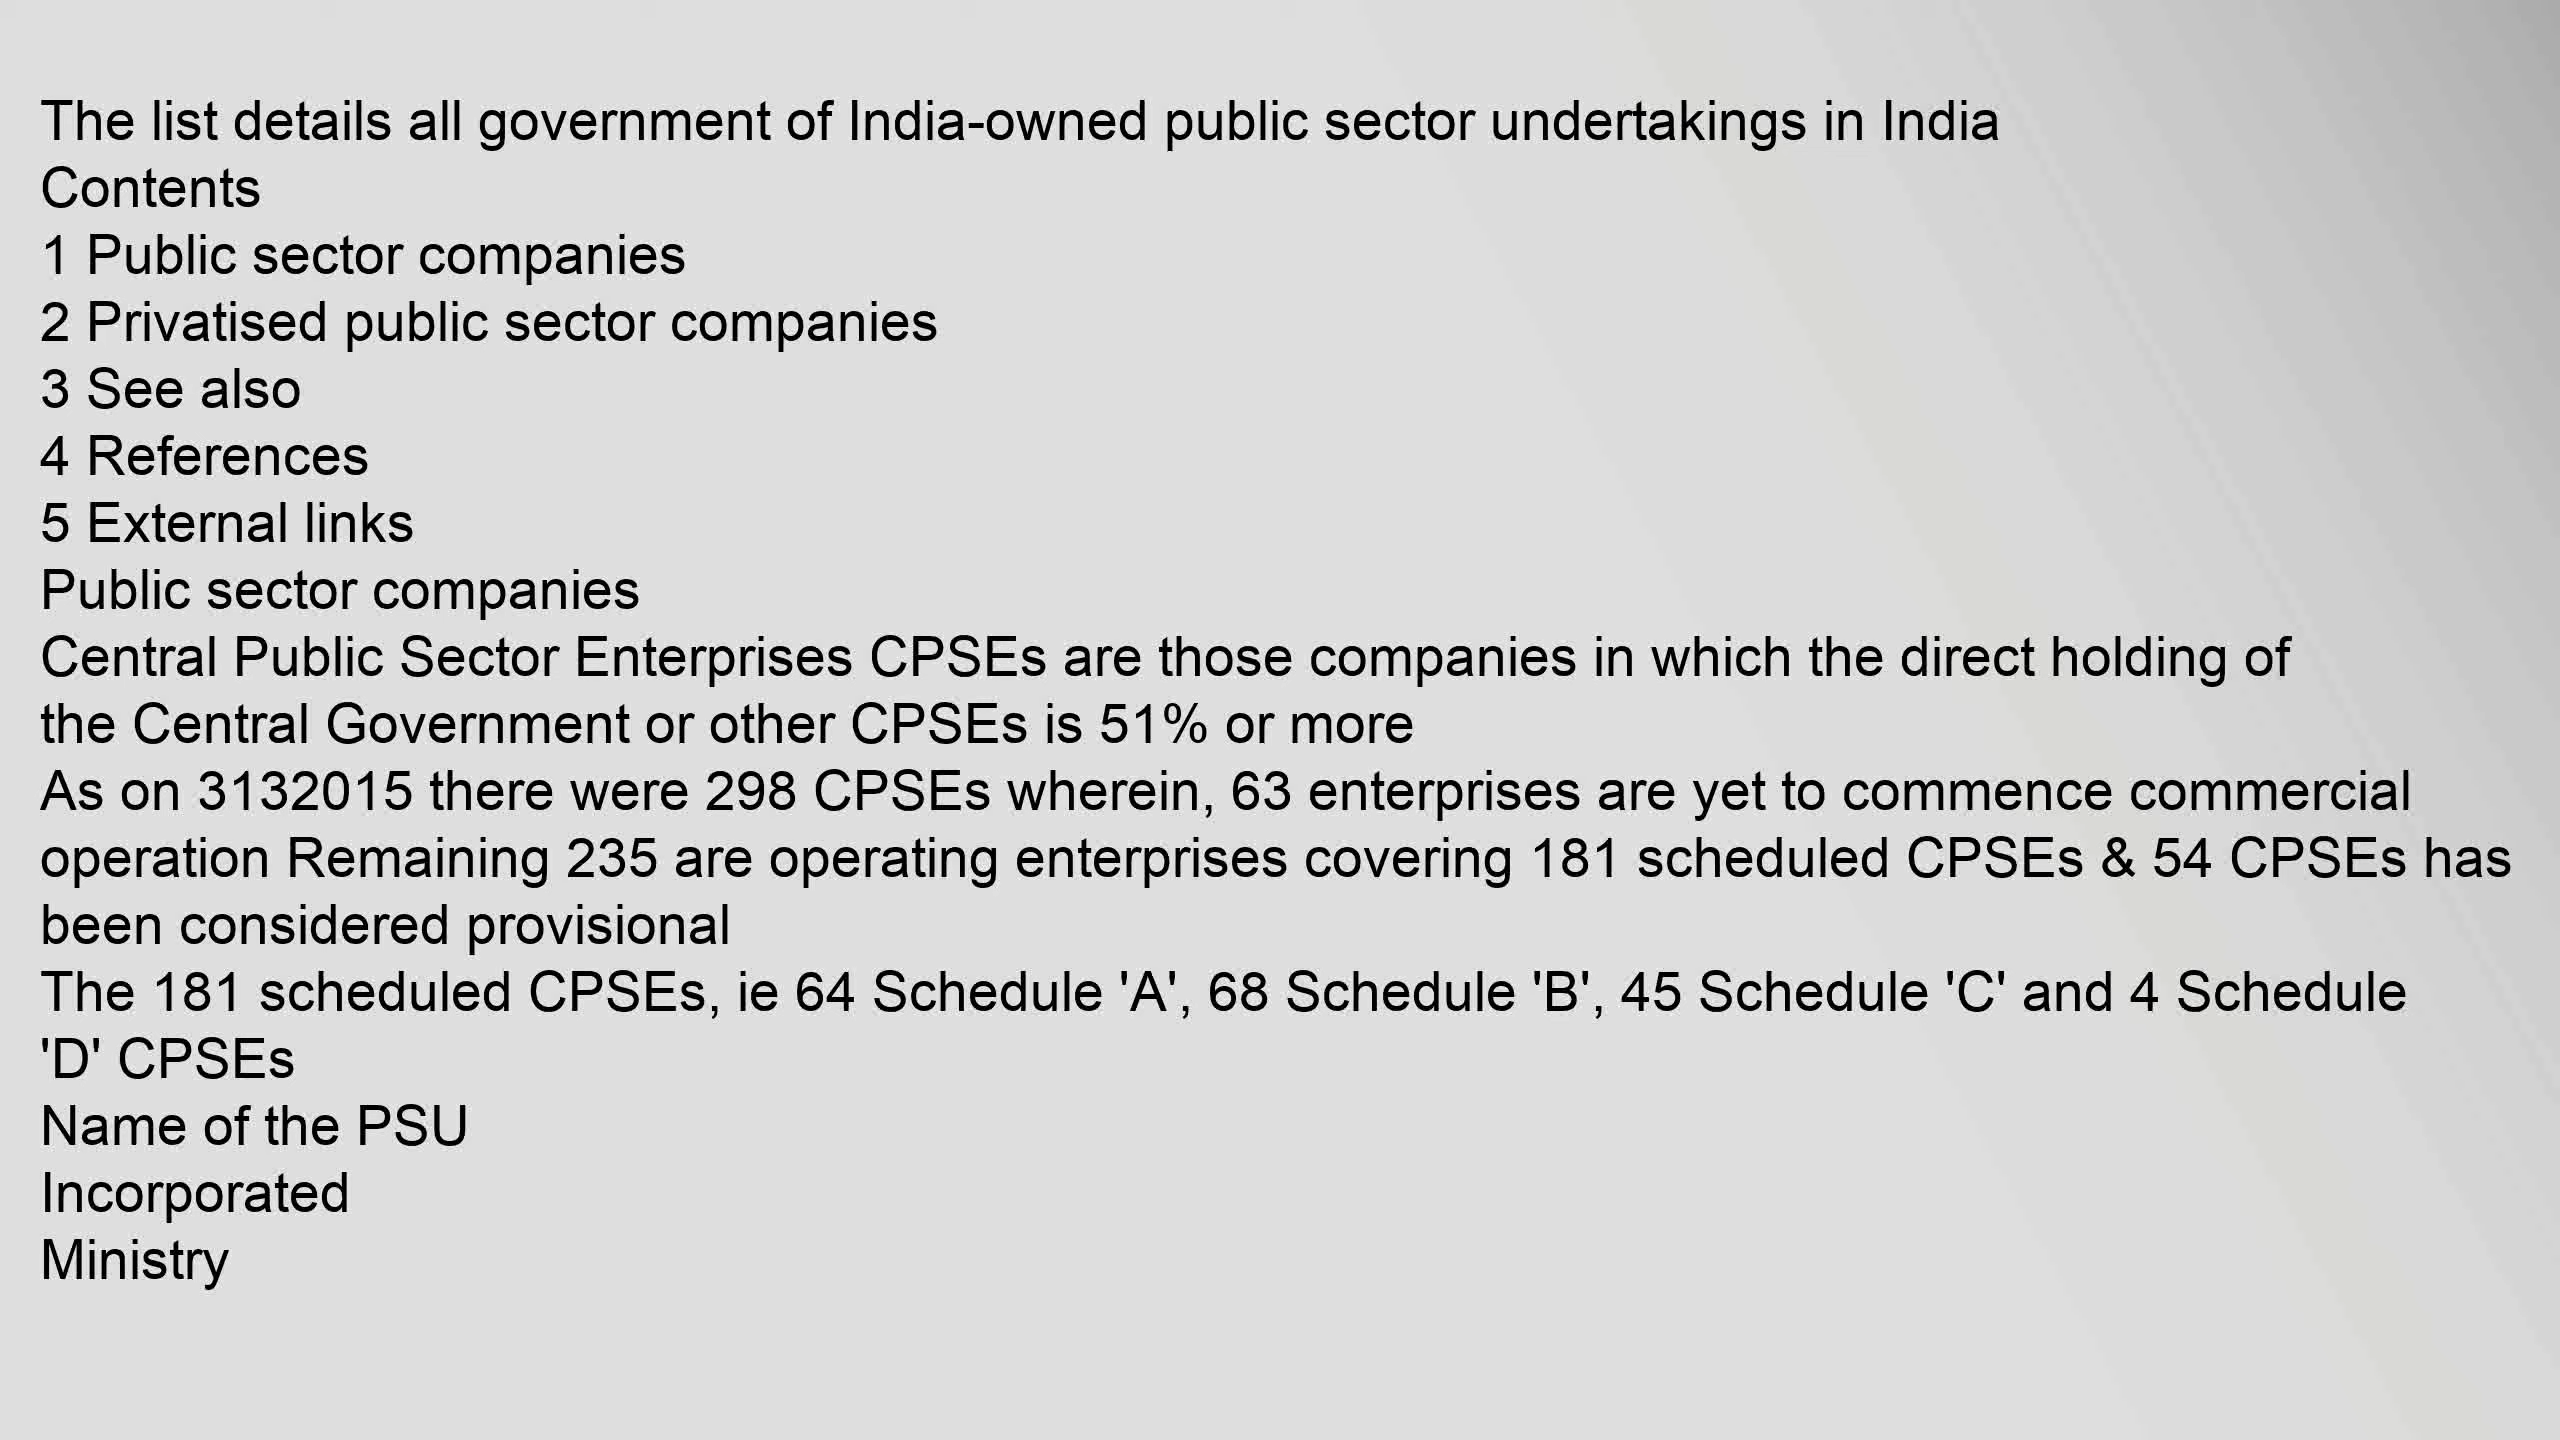 The list details all government of India-owned public sector undertakings in India
Contents
1 Public sector companies
2 Privatised public sector companies
3 See also
4 References
5 External links
Public sector companies
Central Public Sector Enterprises CPSEs are those companies in which the direct holding of
the Central Government or other CPSEs is 51% or more
As on 3132015 there were 298 CPSEs wherein, 63 enterprises are yet to commence commercial
operation Remaining 235 are operating enterprises covering 181 scheduled CPSEs & 54 CPSEs has
been considered provisional
The 181 scheduled CPSEs, ie 64 Schedule 'A', 68 Schedule 'B', 45 Schedule 'C' and 4 Schedule
'D' CPSEs
Name of the PSU
Incorporated
Ministry